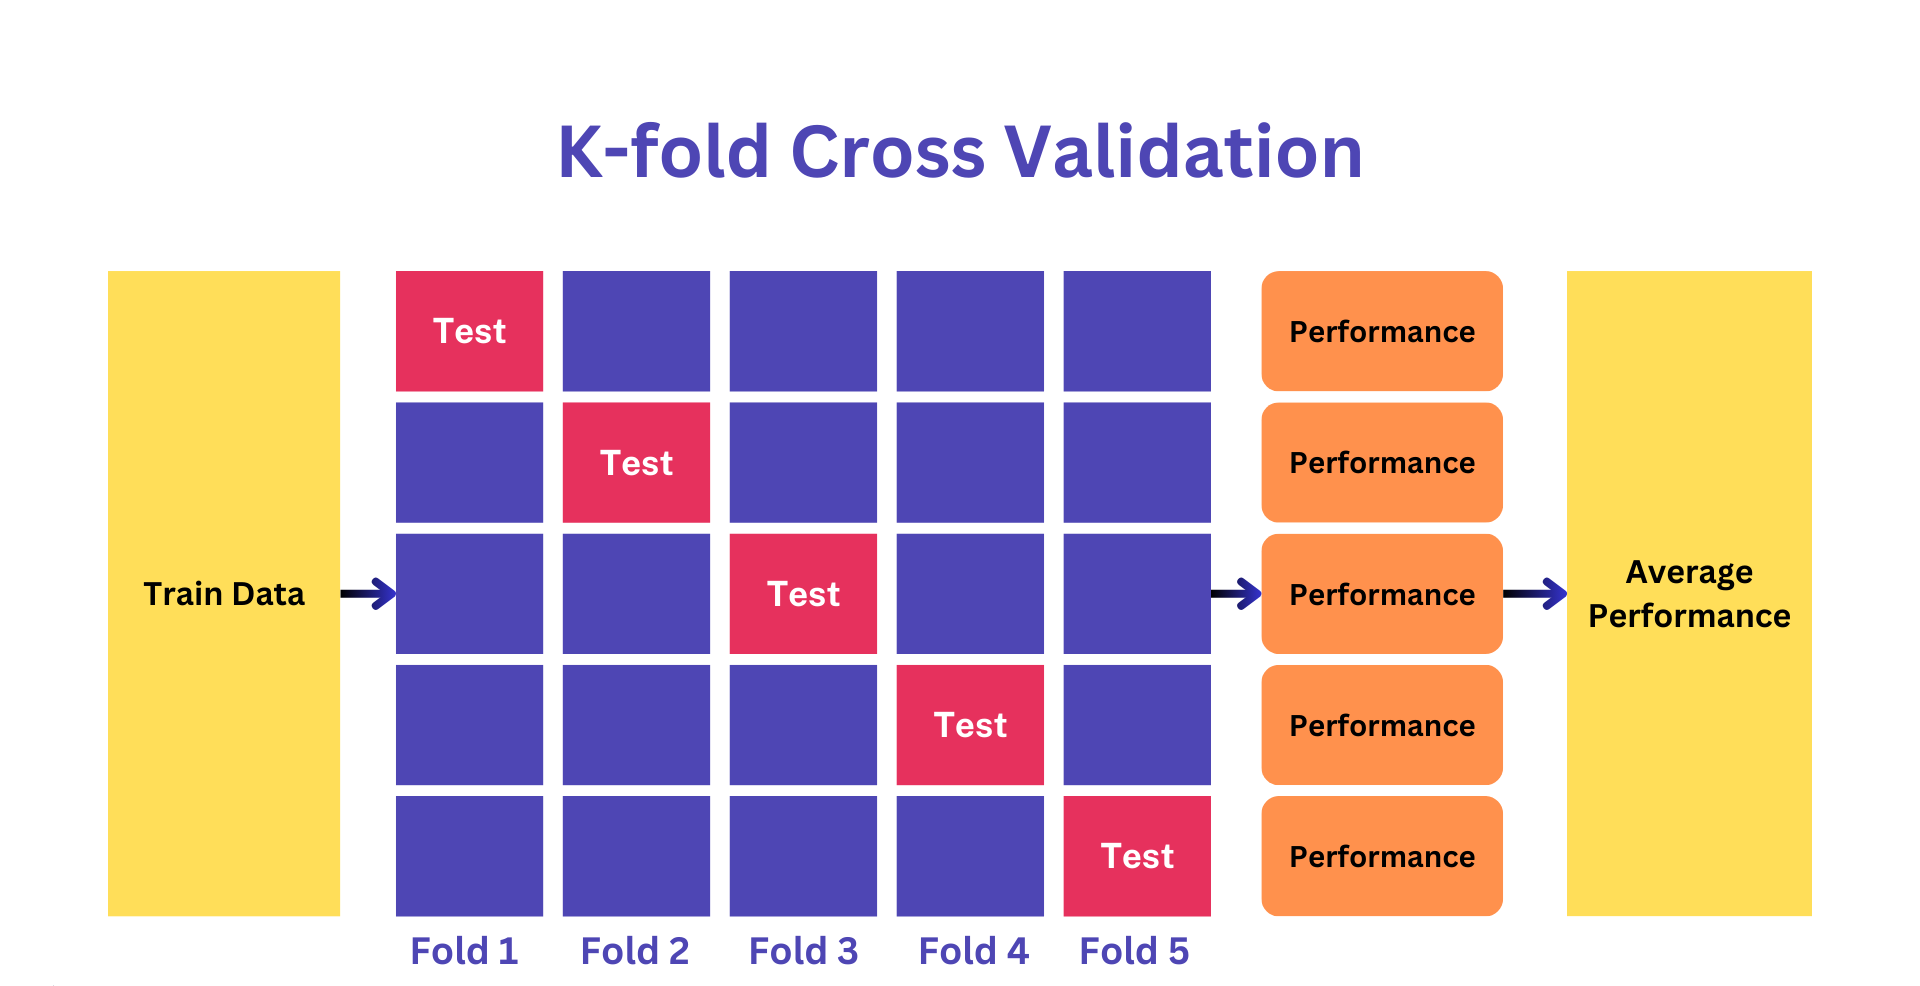 K-fold Cross Validation
Train Data
Test
Performance
Test
Performance
Test
Performance
Average
Performance
Test
Performance
Test
Performance
Fold 1
Fold 2
Fold 3
Fold 4
Fold 5